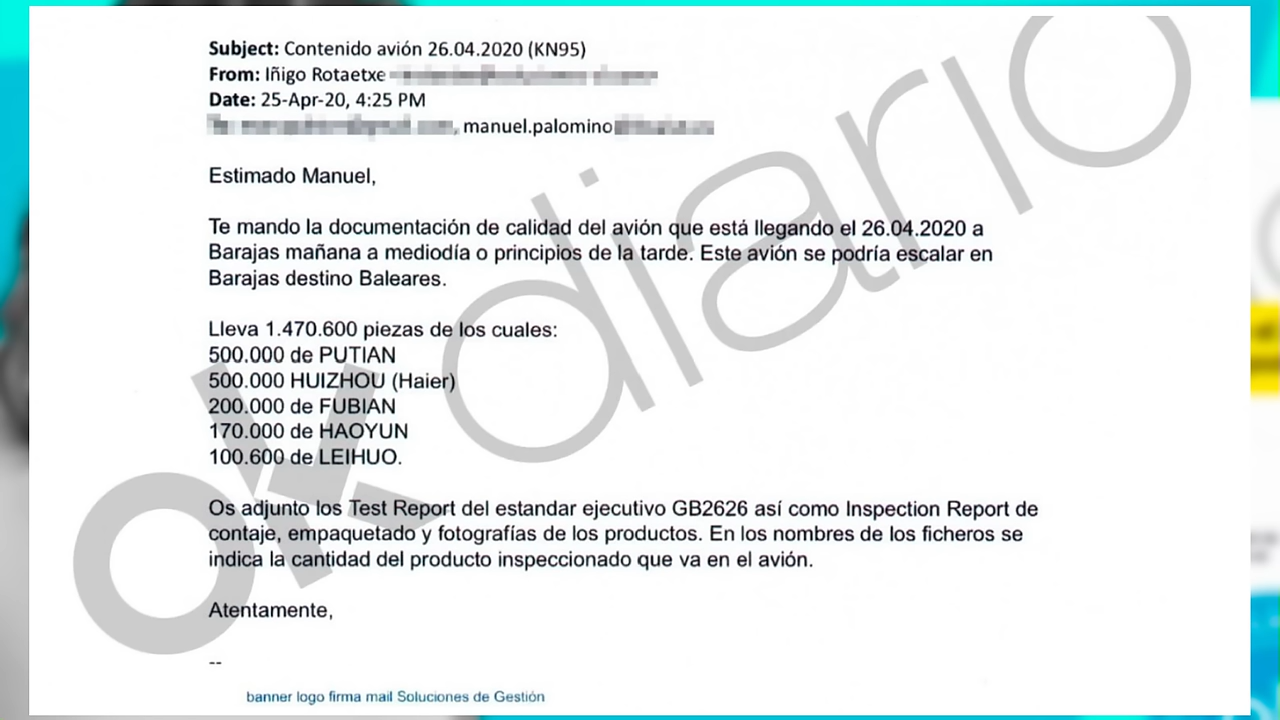 Subject: Contenido avión 26.04.2020 (KN95)
From: Iñigo Rotaetxe
Date: 25-Apr-20, 4:25 PM
manuel.palomino
Estimado Manuel,
Te mando la documentación de calidad del avión que está llegando el 26.04.2020 a
Barajas mañana a mediodía o principios de la tarde. Este avión se podría escalar en
Barajas destino Baleares.
Lleva 1.470.600 piezas de los cuales:
500.000 de PUTIAN
500.000 HUIZHOU (Haier)
200.000 de FUBIAN
170.000 de HAOYUN
100.600 de LEIHUO.
Os adjunto los Test Report del estandar ejecutivo GB2626 así como Inspection Report de
contaje, empaquetado y fotografías de los productos. En los nombres de los ficheros se
indica la cantidad del producto inspeccionado que va en el avión.
Atentamente,
--
banner logo firma mail Soluciones de Gestión
okdiario